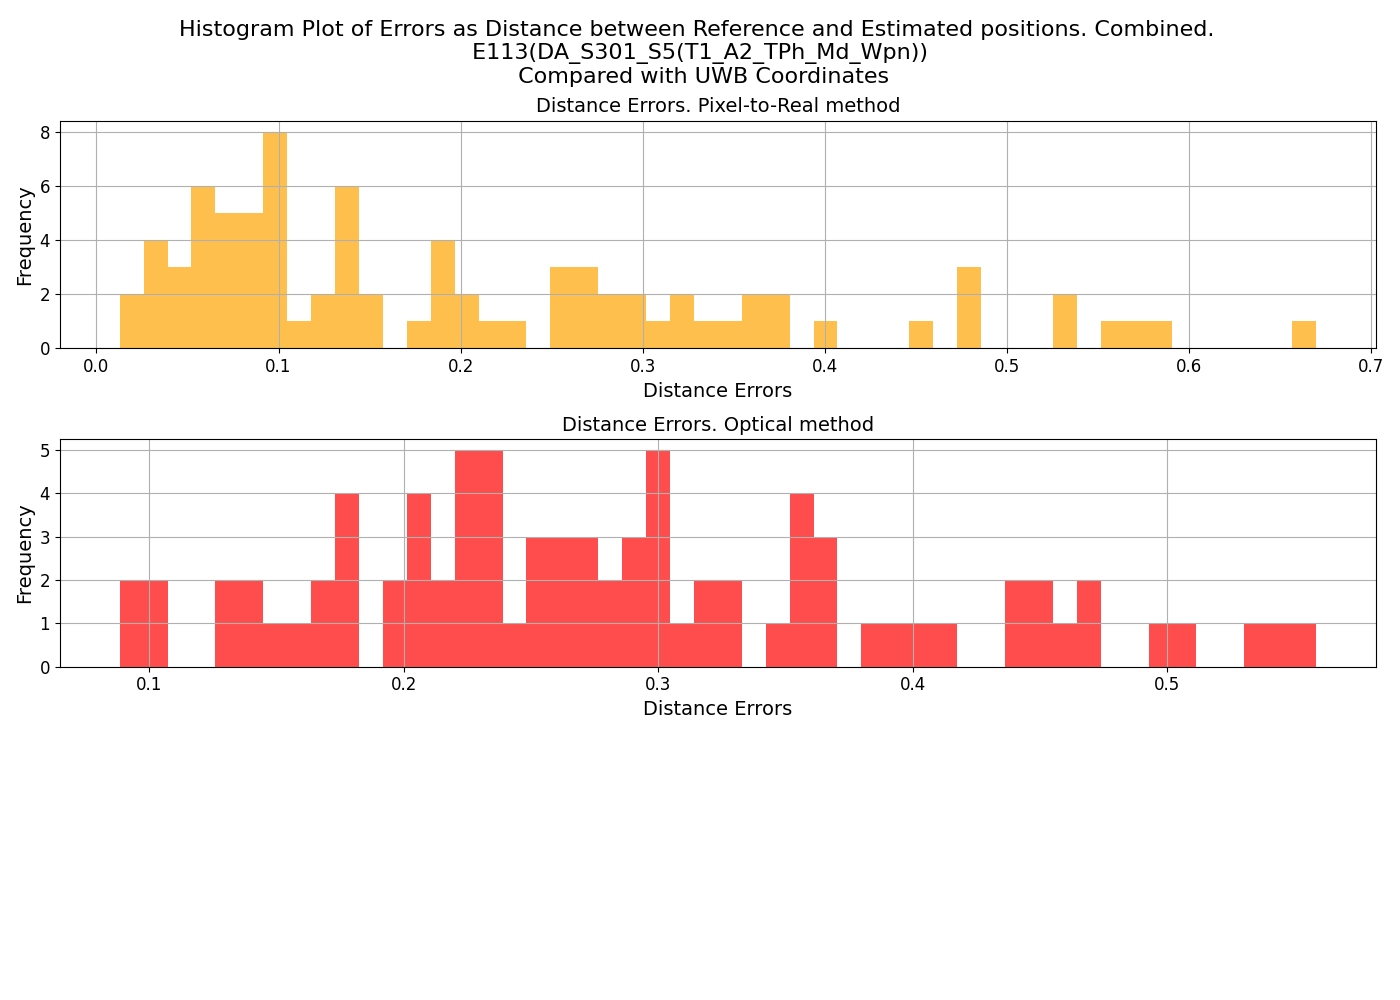 Histogram Plot of Errors as Distance between Reference and Estimated positions. Combined.
E113(DA_S301_S5(T1_A2_TPh_Md_Wpn))
Compared with UWB Coordinates
Distance Errors. Pixel-to-Real method
Frequency
8
6
4
2
0
0.0 0.1 0.2 0.3 0.4 0.5 0.6 0.7
Distance Errors
Distance Errors. Optical method
Frequency
5
4
3
2
1
0
0.1 0.2 0.3 0.4 0.5
Distance Errors